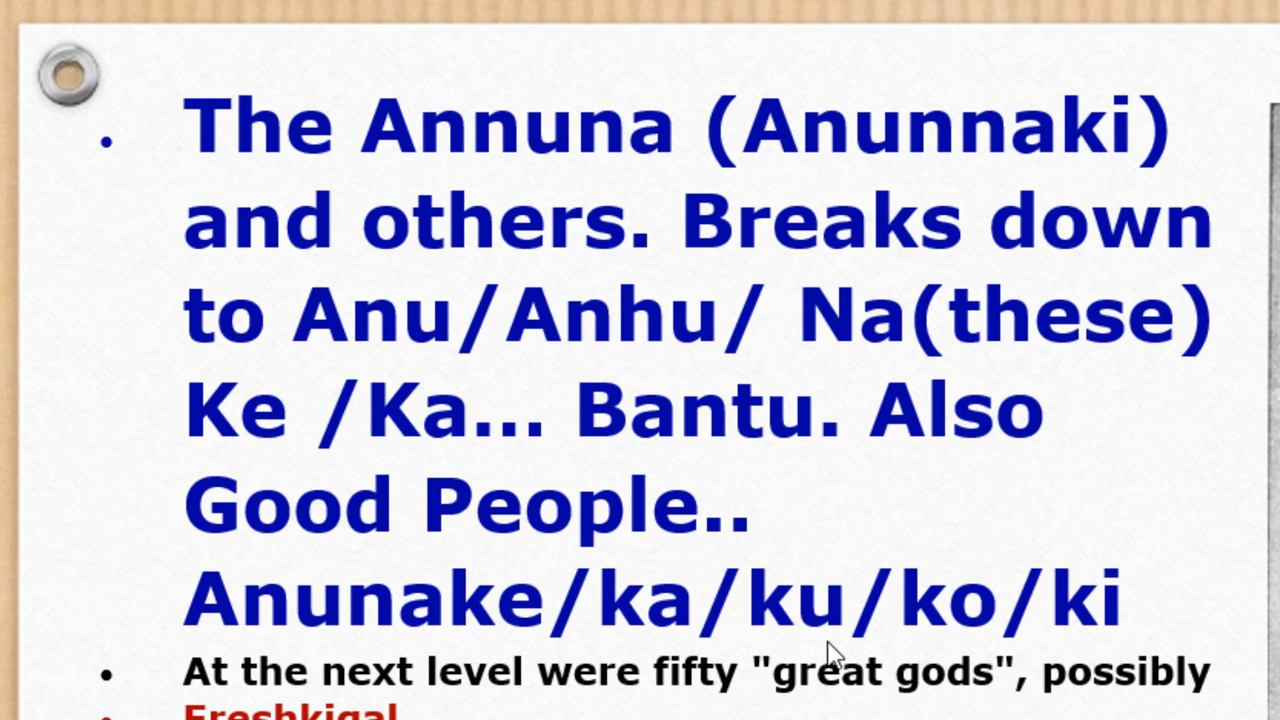 • The Annuna (Anunnaki)
and others. Breaks down
to Anu/Anhu/ Na(these)
Ke /Ka... Bantu. Also
Good People..
Anunake/ka/ku/ko/ki
• At the next level were fifty "great gods", possibly
• Ereshkigal